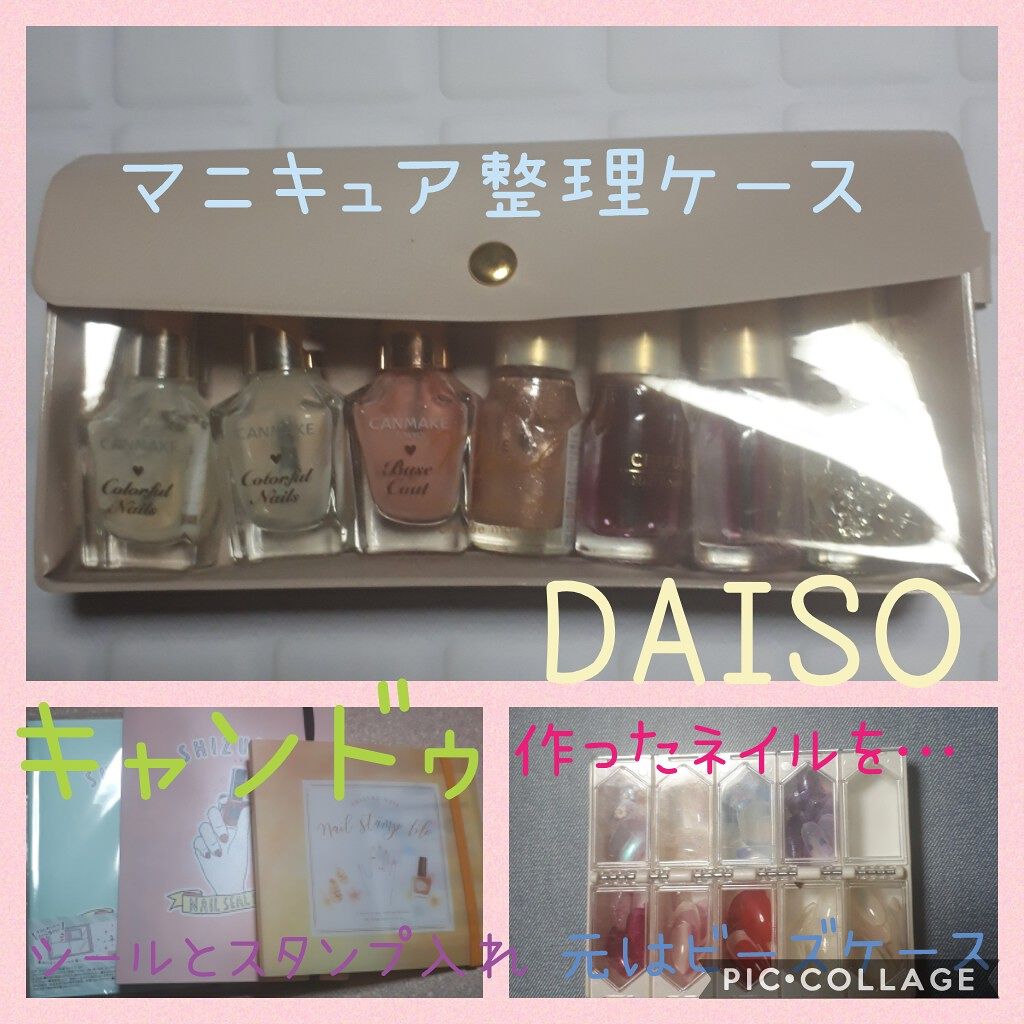 マニキュア整理ケース
CANMAKE
Colorful
Nails
CANMAKE
Colorful
Nails
CANMAKE
Base
Coat
DAISO
キャンドゥ
作ったネイルを・・・
NAIL SEAL
Nail Stamp File
ツールとスタンプ入れ
元はビーズケース
PIC•COLLAGE